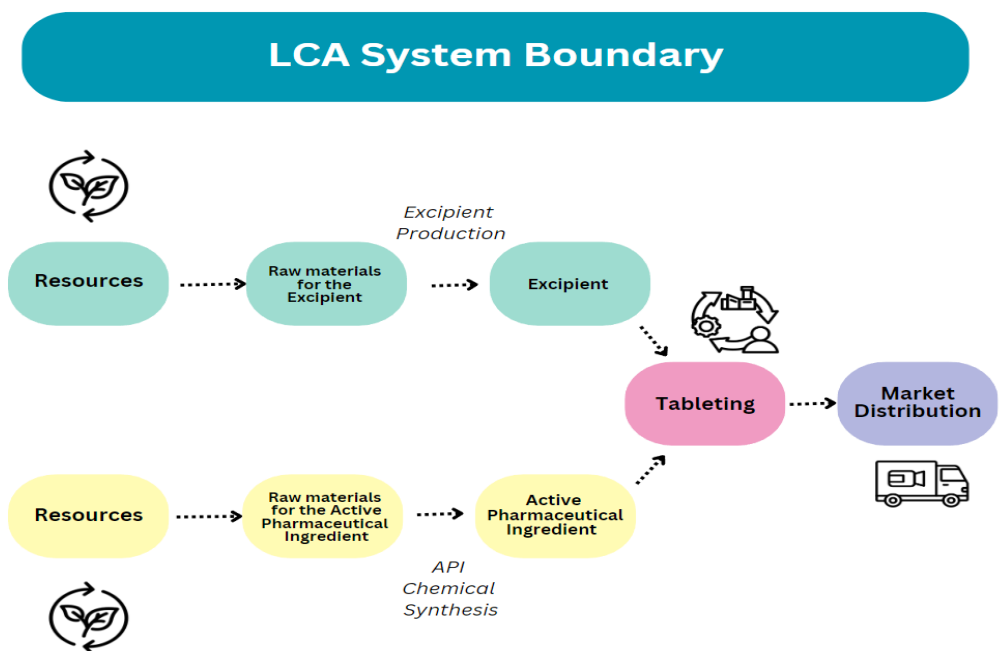 LCA System Boundary
Excipient
Production
Resources
Raw materials
for the
Excipient
Excipient
Tableting
Market
Distribution
Resources
Raw materials
for the Active
Pharmaceutical
Ingredient
Active
Pharmaceutical
Ingredient
API
Chemical
Synthesis